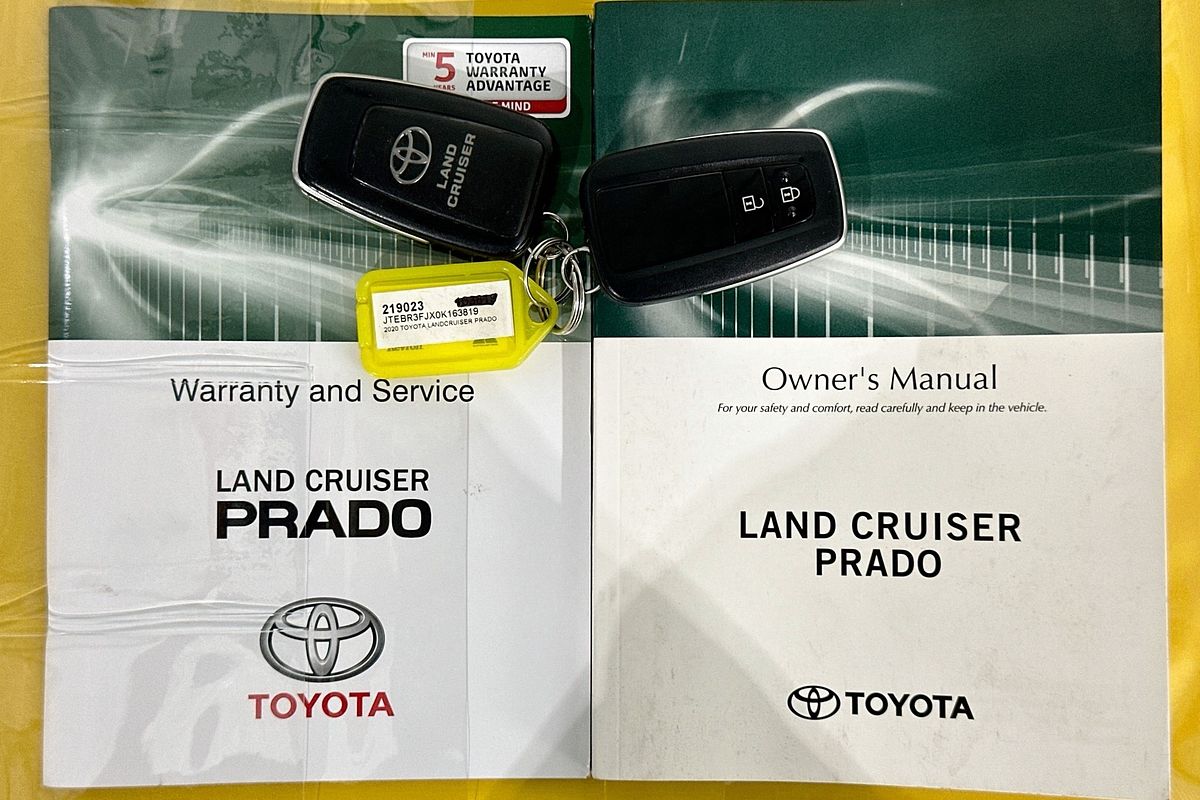 MIN
5
YEARS
TOYOTA
WARRANTY
ADVANTAGE
MIND
LAND
CRUISER
219023
JTEBR3FJX0K163819
2020 TOYOTA LANDCRUISER PRADO
Warranty and Service
LAND CRUISER
PRADO
TOYOTA
Owner's Manual
For your safety and comfort, read carefully and keep in the vehicle.
LAND CRUISER
PRADO
TOYOTA